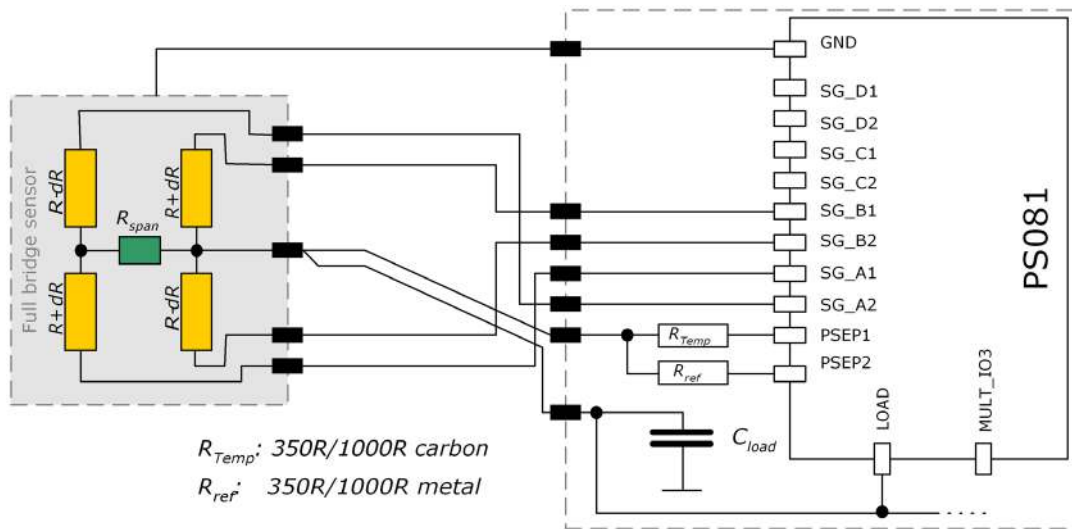 GND
SG_D1
SG_D2
SG_C1
SG_C2
SG_B1
SG_B2
SG_A1
SG_A2
PSEP1
PSEP2
LOAD
MULT_IO3
PS081
Full bridge sensor
R-dR
R+dR
Rspan
R+dR
R-dR
RTemp
Rref
Cload
RTemp: 350R/1000R carbon
Rref: 350R/1000R metal